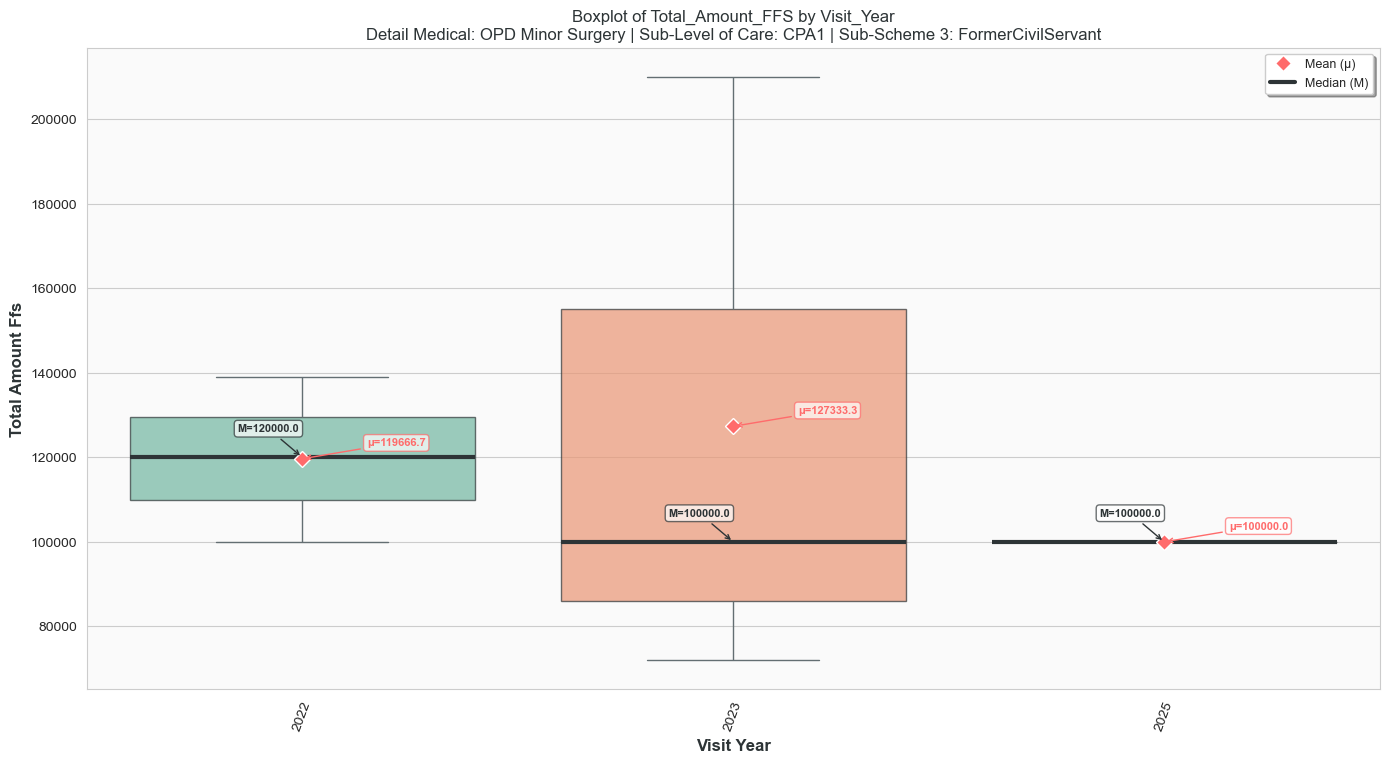 Boxplot of Total_Amount_FFS by Visit_Year
Detail Medical: OPD Minor Surgery | Sub-Level of Care: CPA1 | Sub-Scheme 3: FormerCivilServant
Mean (μ)
Median (M)
Total Amount Ffs
200000
180000
160000
140000
120000
100000
80000
M=120000.0
μ=119666.7
μ=127333.3
M=100000.0
M=100000.0
μ=100000.0
2022
2023
2025
Visit Year